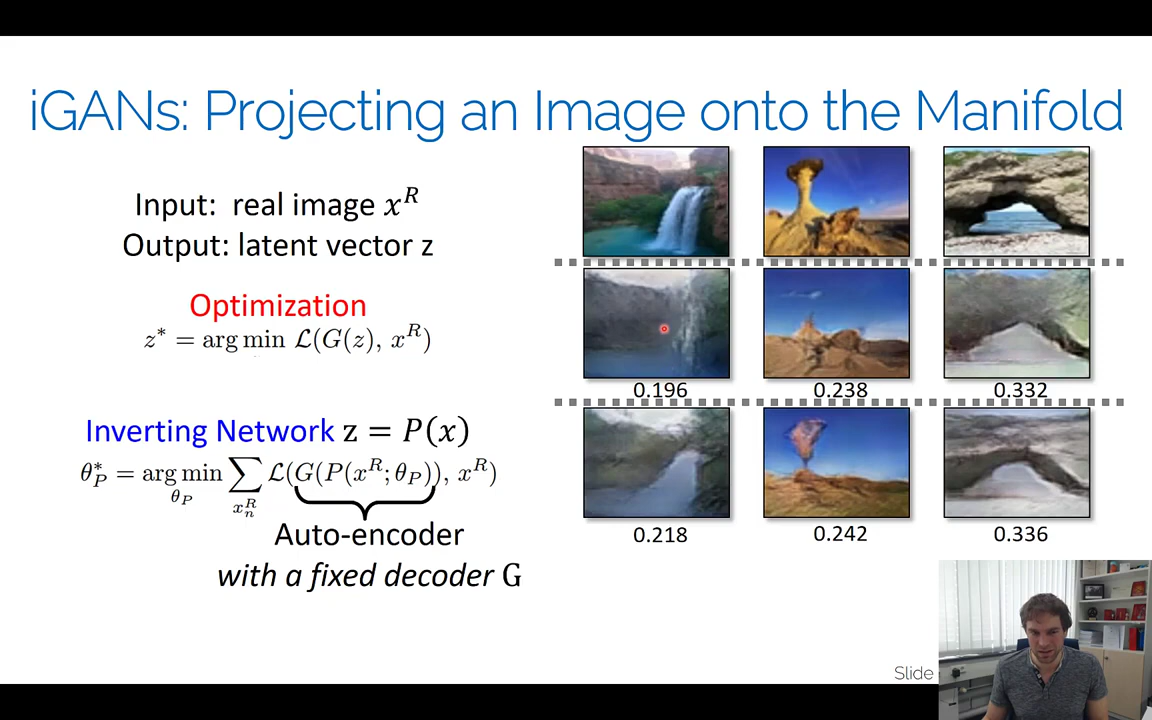 iGANs: Projecting an Image onto the Manifold
Input: real image x^R
Output: latent vector z
Optimization
z* = arg min L(G(z), x^R)
Inverting Network z = P(x)
θ*_P = arg min_{θ_P} ∑_{x^R_n} L(G(P(x^R; θ_P)), x^R)
Auto-encoder
with a fixed decoder G
0.196 0.238 0.332
0.218 0.242 0.336
Slide